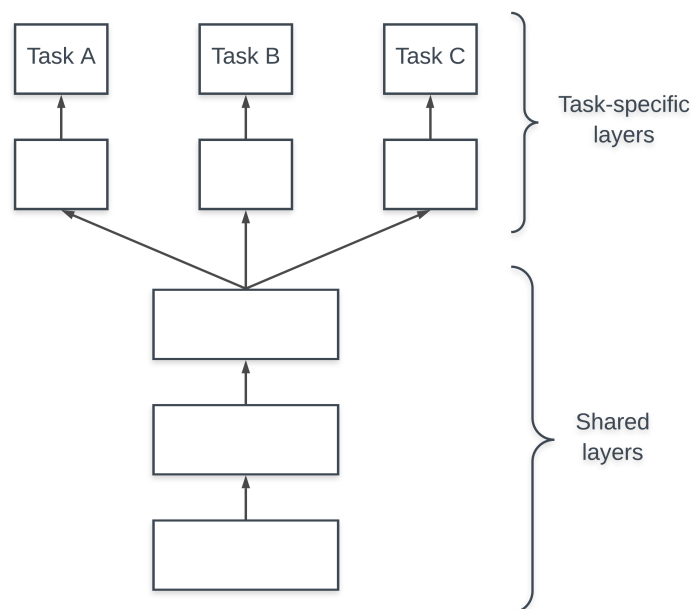 Task A
Task B
Task C
Task-specific
layers
Shared
layers